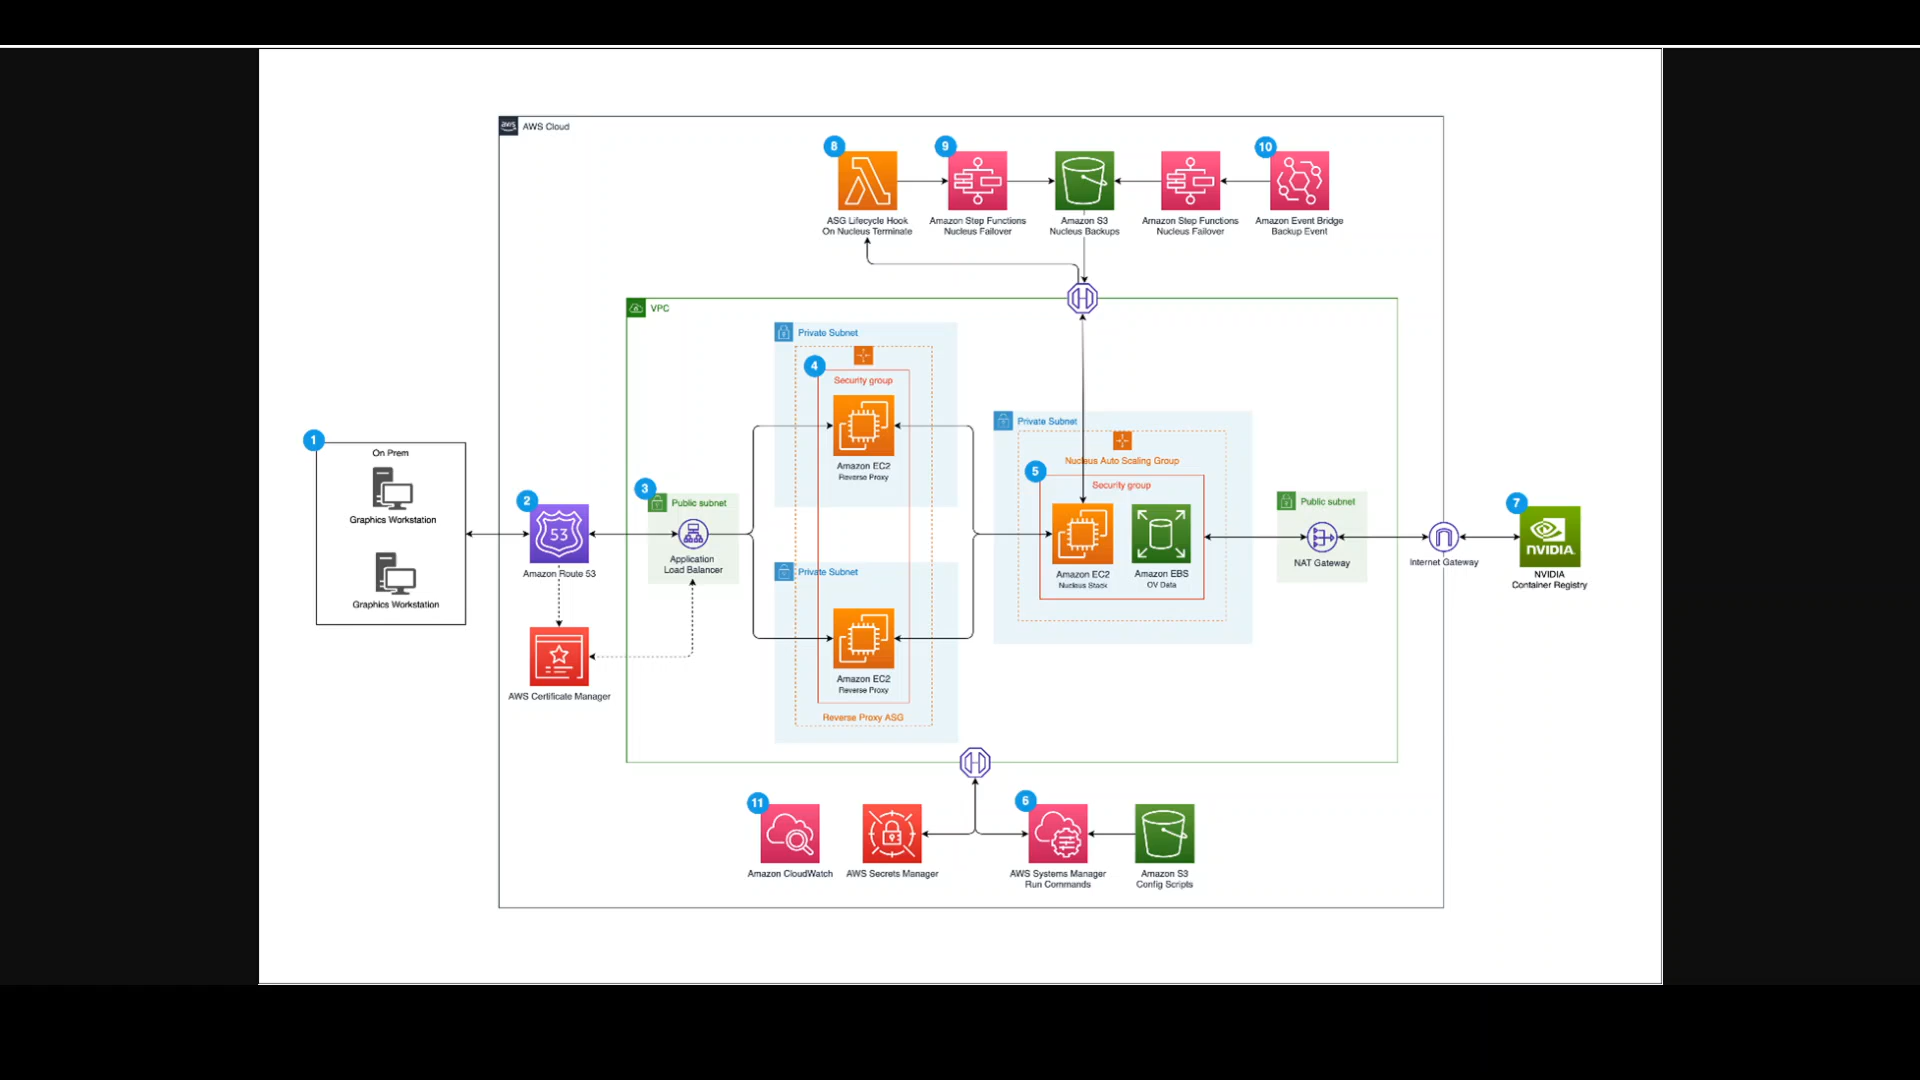 aws AWS Cloud
8
9
10
ASG Lifecycle Hook
On Nucleus Terminate
Amazon Step Functions
Nucleus Failover
Amazon S3
Nucleus Backups
Amazon Step Functions
Nucleus Failover
Amazon Event Bridge
Backup Event
VPC
Private Subnet
4
Security group
Amazon EC2
Reverse Proxy
Private Subnet
Nucleus Auto Scaling Group
5
Security group
Amazon EC2
Nucleus Stack
Amazon EBS
OV Data
1
On Prem
Graphics Workstation
Graphics Workstation
2
53
Amazon Route 53
AWS Certificate Manager
3
Public subnet
Application
Load Balancer
Private Subnet
Amazon EC2
Reverse Proxy
Reverse Proxy ASG
Public subnet
NAT Gateway
Internet Gateway
7
NVIDIA.
NVIDIA
Container Registry
11
Amazon CloudWatch
AWS Secrets Manager
6
AWS Systems Manager
Run Commands
Amazon S3
Config Scripts